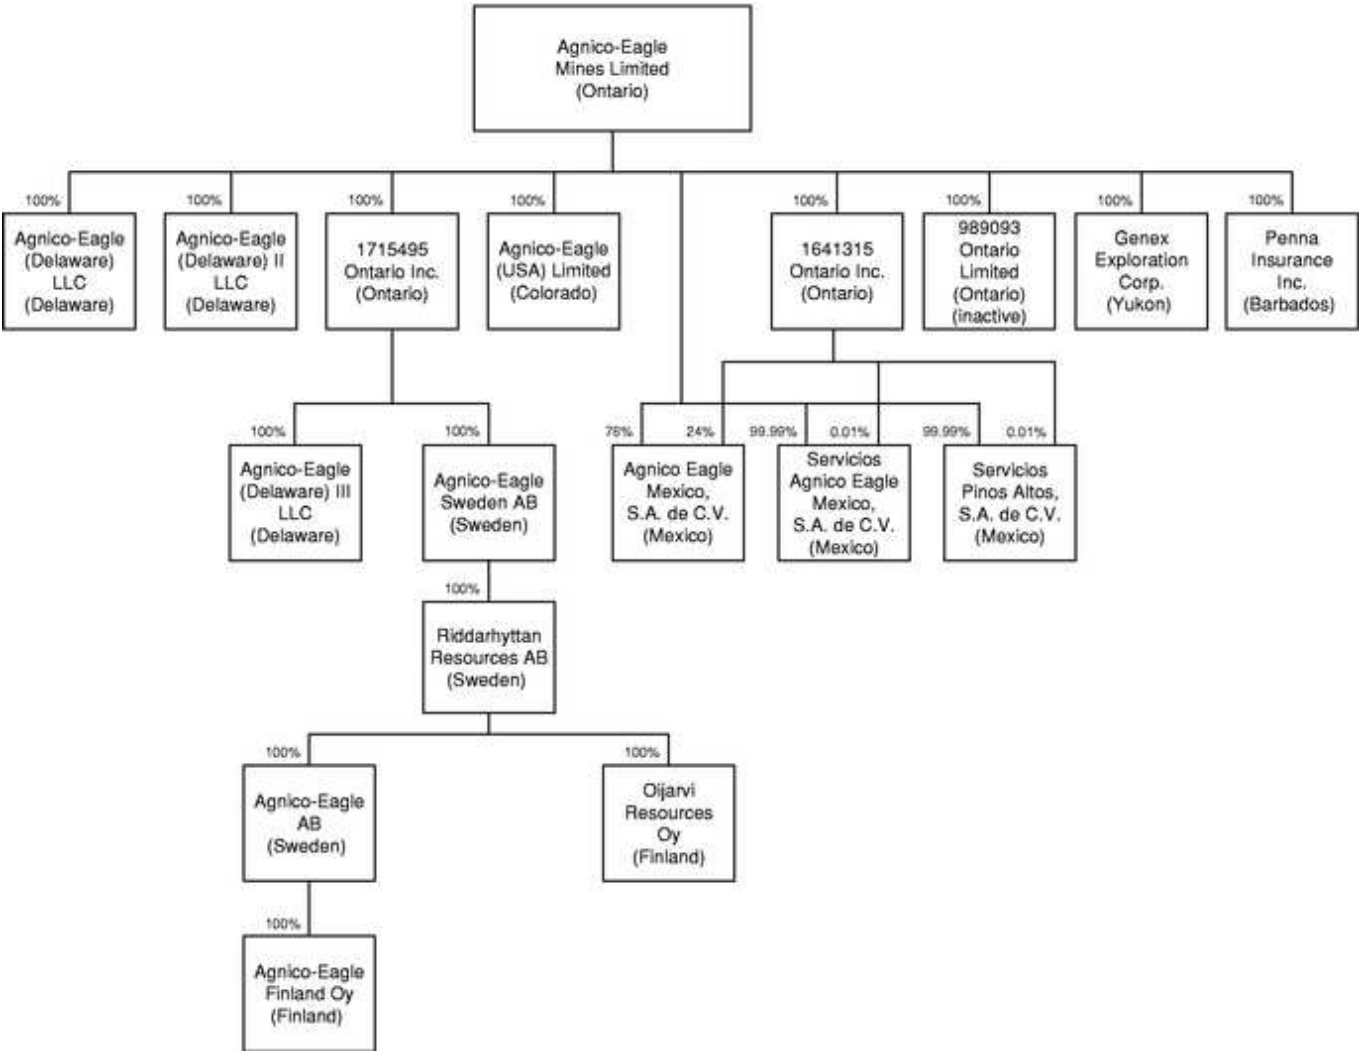 Agnico-Eagle
Mines Limited
(Ontario)
100%
100%
100%
100%
100%
100%
100%
100%
Agnico-Eagle
(Delaware)
LLC
(Delaware)
Agnico-Eagle
(Delaware) II
LLC
(Delaware)
1715495
Ontario Inc.
(Ontario)
Agnico-Eagle
(USA) Limited
(Colorado)
1641315
Ontario Inc.
(Ontario)
989093
Ontario
Limited
(Ontario)
(inactive)
Genex
Exploration
Corp.
(Yukon)
Penna
Insurance
Inc.
(Barbados)
100%
100%
76%
24%
99.99%
0.01%
99.99%
0.01%
Agnico-Eagle
(Delaware) III
LLC
(Delaware)
Agnico-Eagle
Sweden AB
(Sweden)
Agnico Eagle
Mexico,
S.A. de C.V.
(Mexico)
Servicios
Agnico Eagle
Mexico,
S.A. de C.V.
(Mexico)
Servicios
Pinos Altos,
S.A. de C.V.
(Mexico)
100%
Riddarhyttan
Resources AB
(Sweden)
100%
100%
Agnico-Eagle
AB
(Sweden)
Oijarvi
Resources
Oy
(Finland)
100%
Agnico-Eagle
Finland Oy
(Finland)